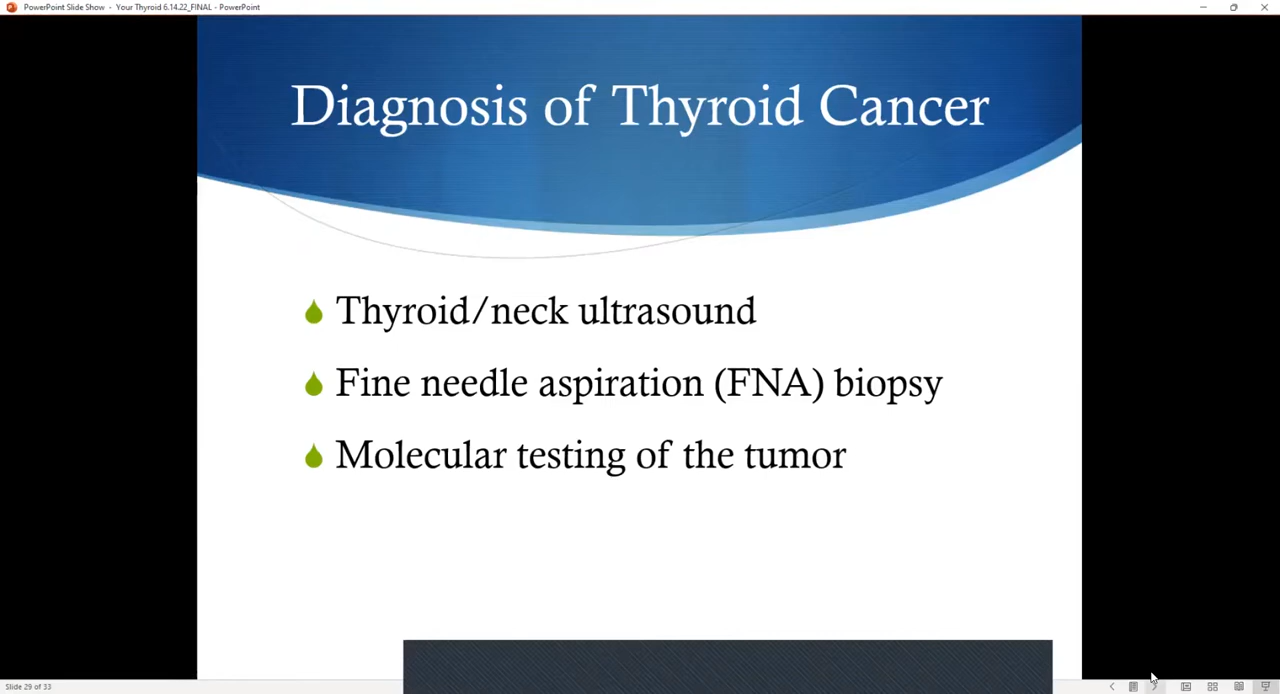 PowerPoint Slide Show - Your Thyroid 6.14.22_FINAL - PowerPoint
Diagnosis of Thyroid Cancer
Thyroid/neck ultrasound
Fine needle aspiration (FNA) biopsy
Molecular testing of the tumor
Slide 29 of 33